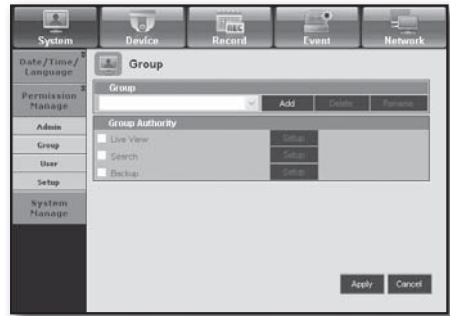 System Device Record Event Network
Date/Time/
Language
Permission
Manage
Admin
Group
User
Setup
System
Manage
Group
Group
Add Delete Rename
Group Authority
Live View Setup
Search Setup
Backup Setup
Apply Cancel